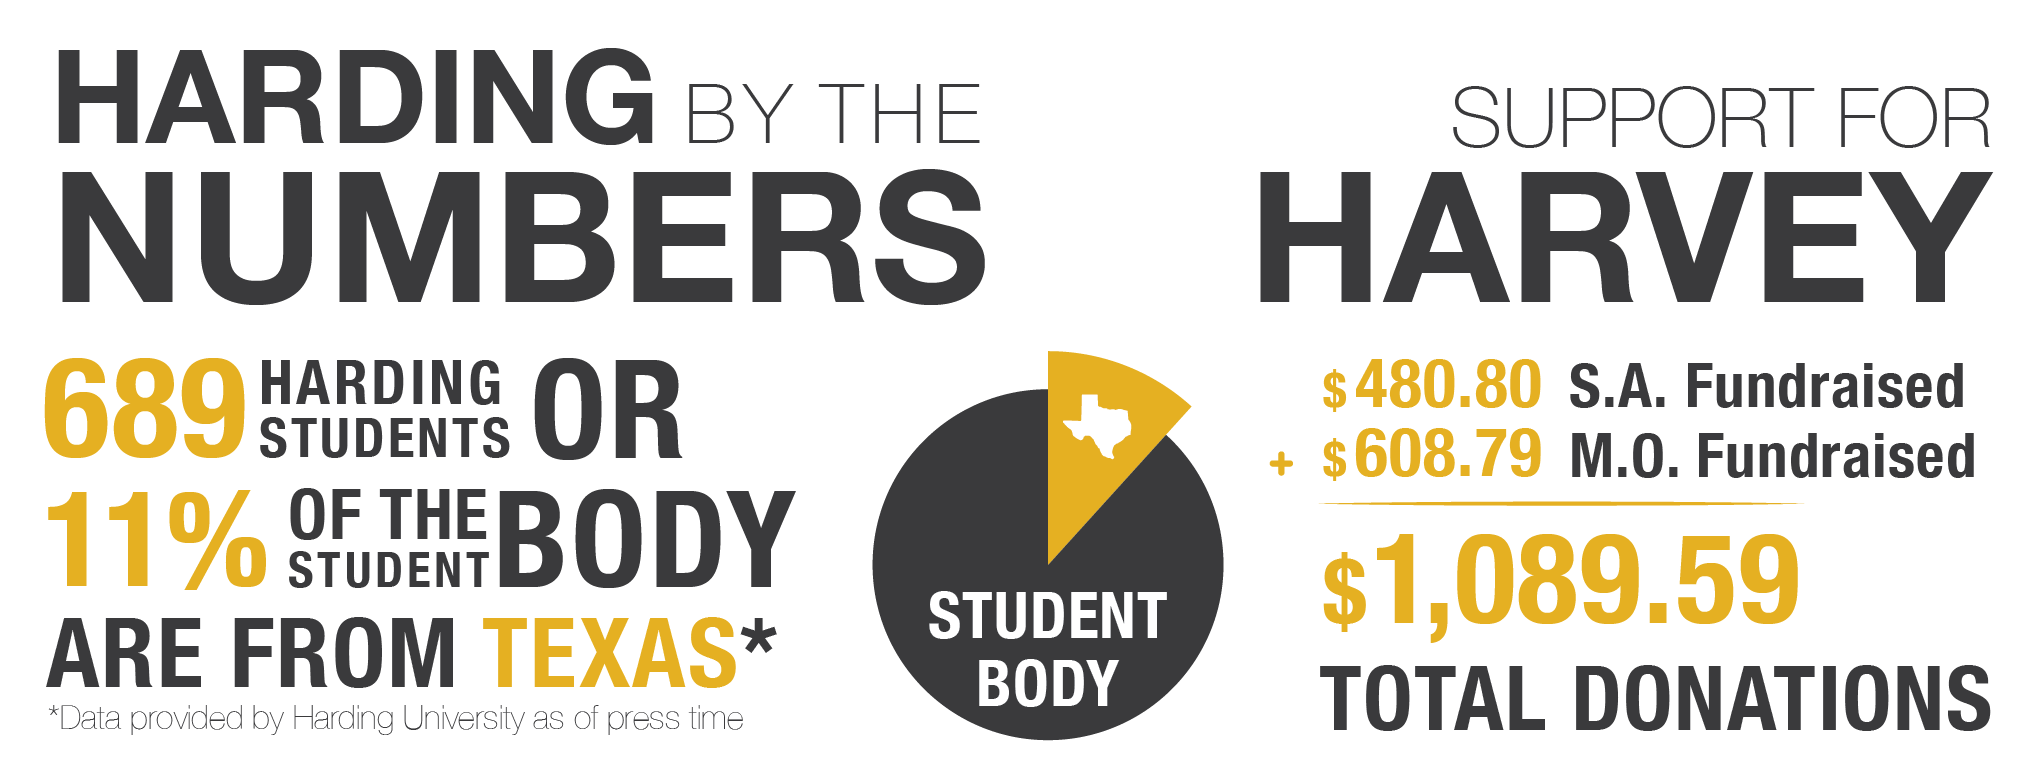 HARDING BY THE
NUMBERS
689 HARDING STUDENTS OR
11% OF THE STUDENT BODY
ARE FROM TEXAS*
*Data provided by Harding University as of press time
STUDENT
BODY
SUPPORT FOR
HARVEY
$480.80 S.A. Fundraised
+ $608.79 M.O. Fundraised
$1,089.59
TOTAL DONATIONS